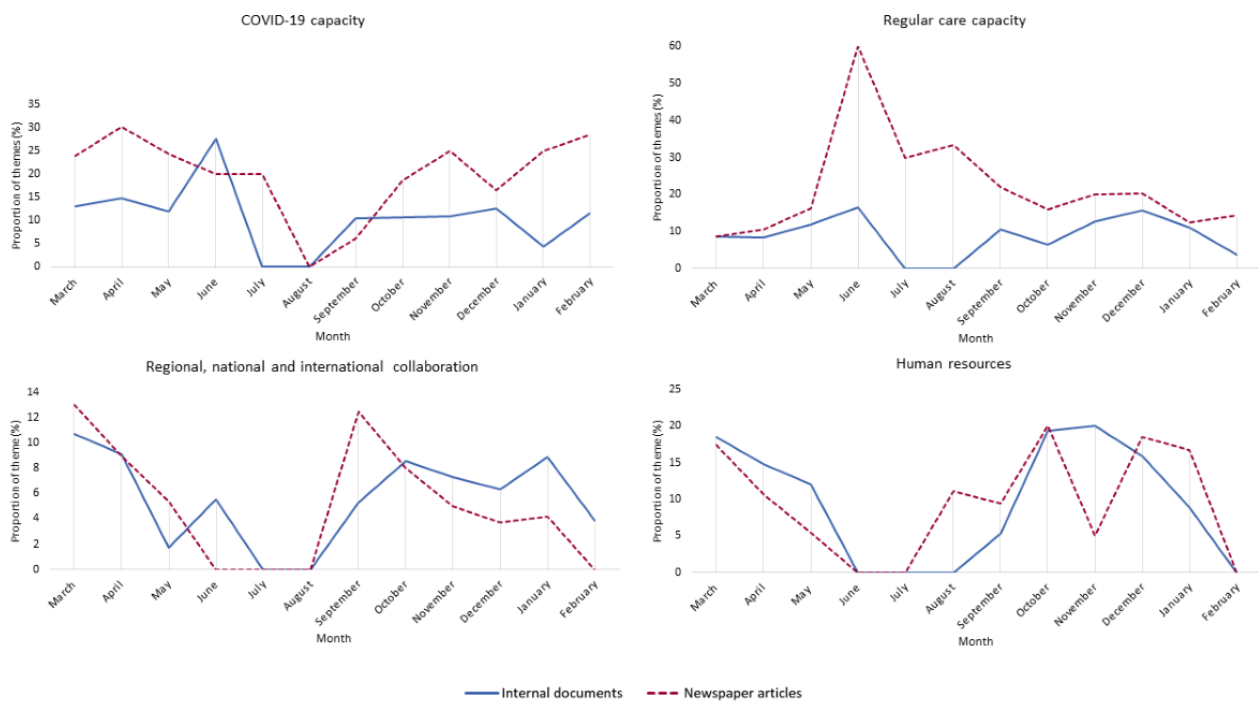 COVID-19 capacity
Proportion of themes (%)
35
30
25
20
15
10
5
0
March
April
May
June
July
August
September
October
November
December
January
February
Month
Regular care capacity
Proportion of themes (%)
60
50
40
30
20
10
0
March
April
May
June
July
August
September
October
November
December
January
February
Month
Regional, national and international collaboration
Proportion of theme (%)
14
12
10
8
6
4
2
0
March
April
May
June
July
August
September
October
November
December
January
February
Month
Human resources
Proportion of theme (%)
25
20
15
10
5
0
March
April
May
June
July
August
September
October
November
December
January
February
Month
Internal documents
Newspaper articles